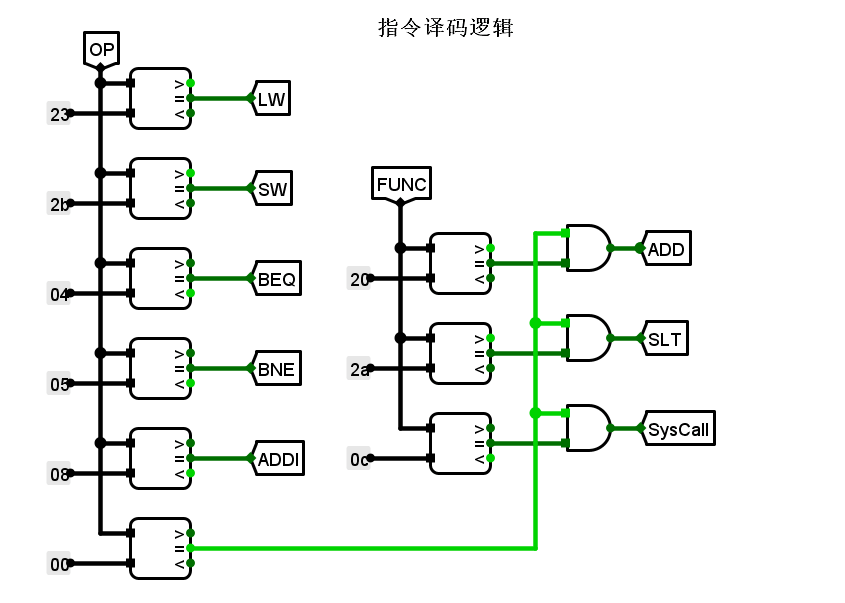 指令译码逻辑
OP
23
>
=
<
LW
2b
>
=
<
SW
04
>
=
<
BEQ
05
>
=
<
BNE
08
>
=
<
ADDI
00
>
=
<
FUNC
20
>
=
<
ADD
2a
>
=
<
SLT
0c
>
=
<
SysCall